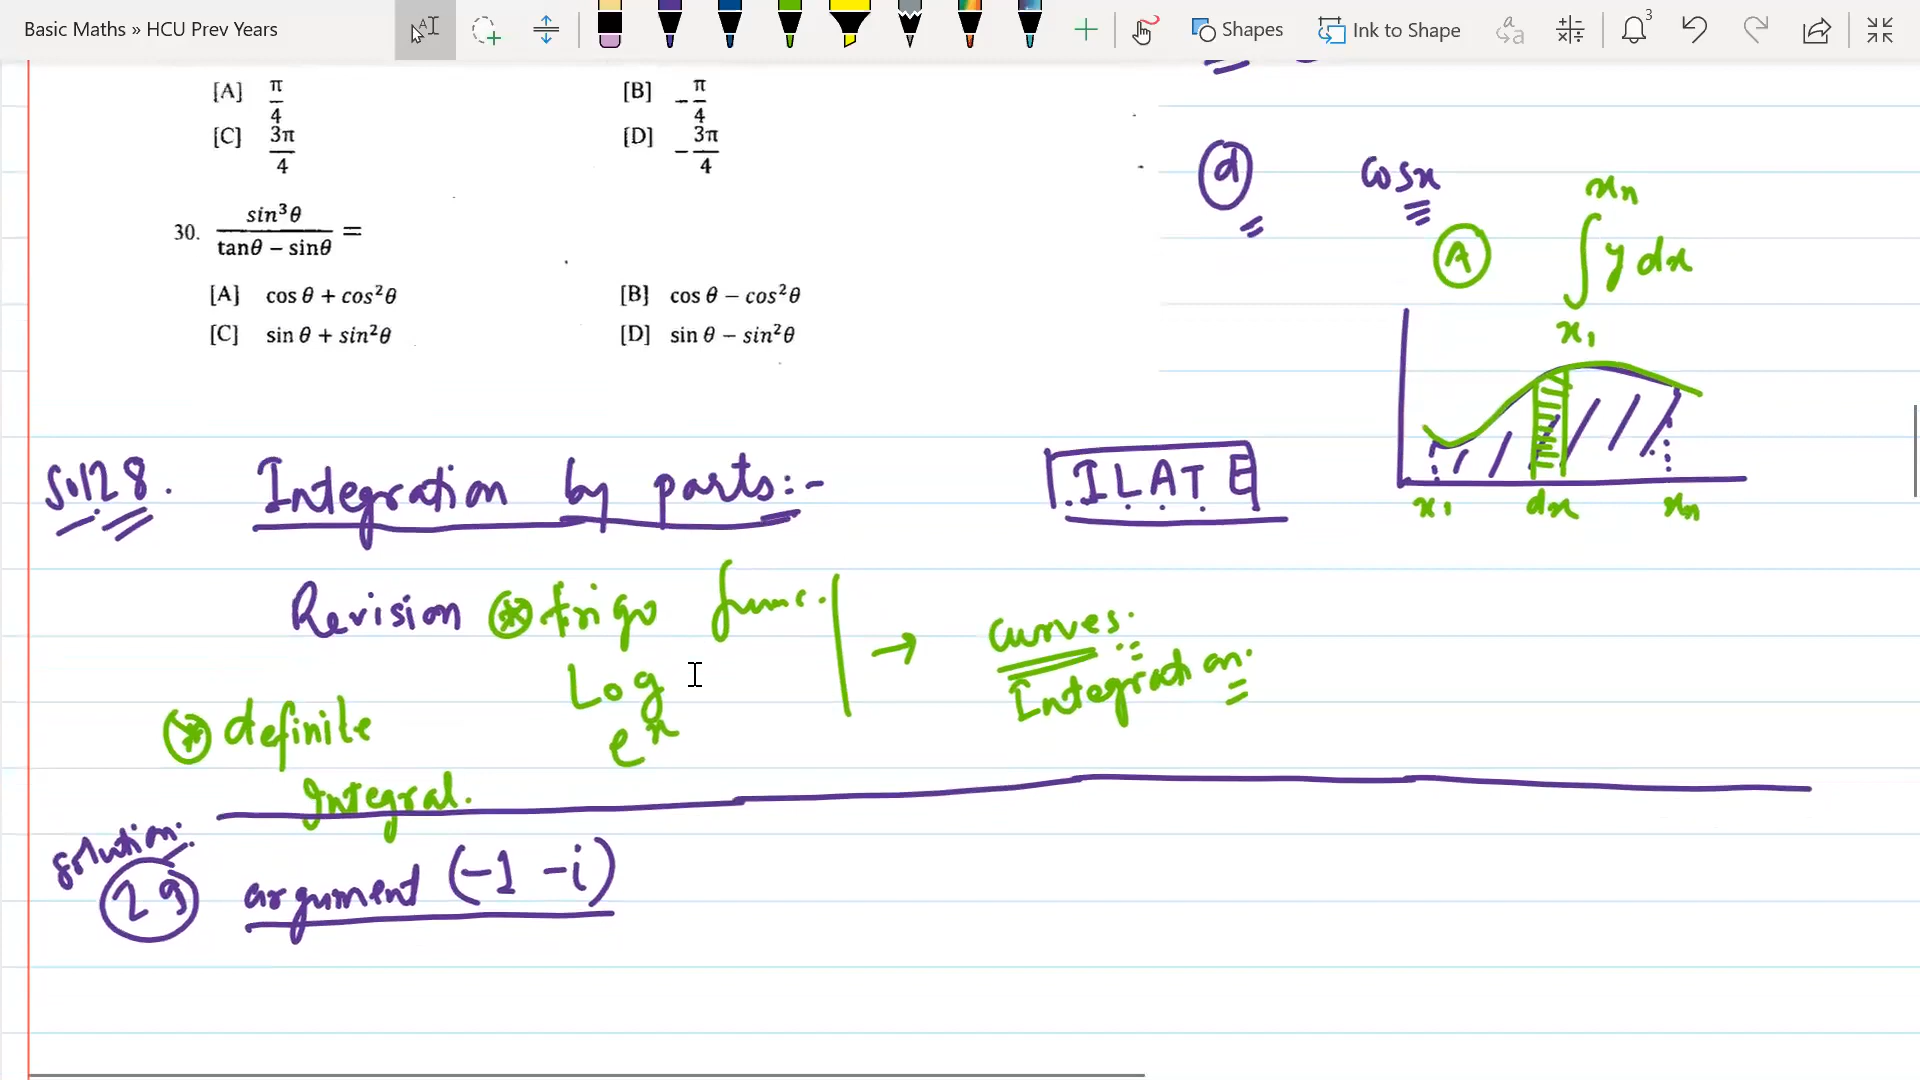 Basic Maths » HCU Prev Years
Shapes
Ink to Shape
3
[A] π/4
[B] −π/4
[C] 3π/4
[D] −3π/4
30. sin³θ / (tanθ − sinθ) =
[A] cos θ + cos²θ
[B] cos θ − cos²θ
[C] sin θ + sin²θ
[D] sin θ − sin²θ
d
cosx
A
∫ y dx
xn
x1
x1 dx xn
Sol28. Integration by parts:-
ILATE
Revision * trigo func.
Log
eˣ
→ curves.
Integration.
* definite
Integral.
solution:
29 argument (-1 -i)